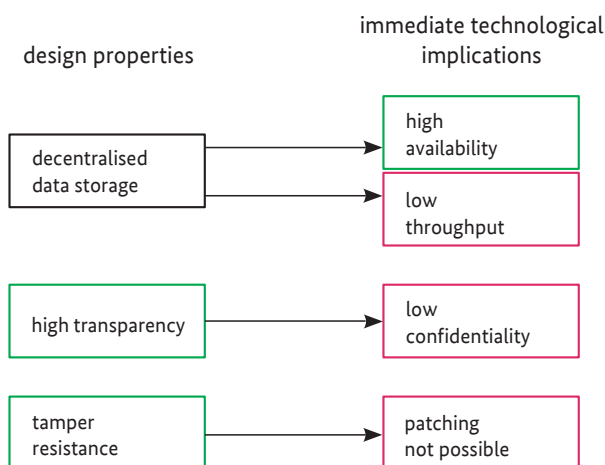 design properties
immediate technological
implications
decentralised
data storage
high
availability
low
throughput
high transparency
low
confidentiality
tamper
resistance
patching
not possible